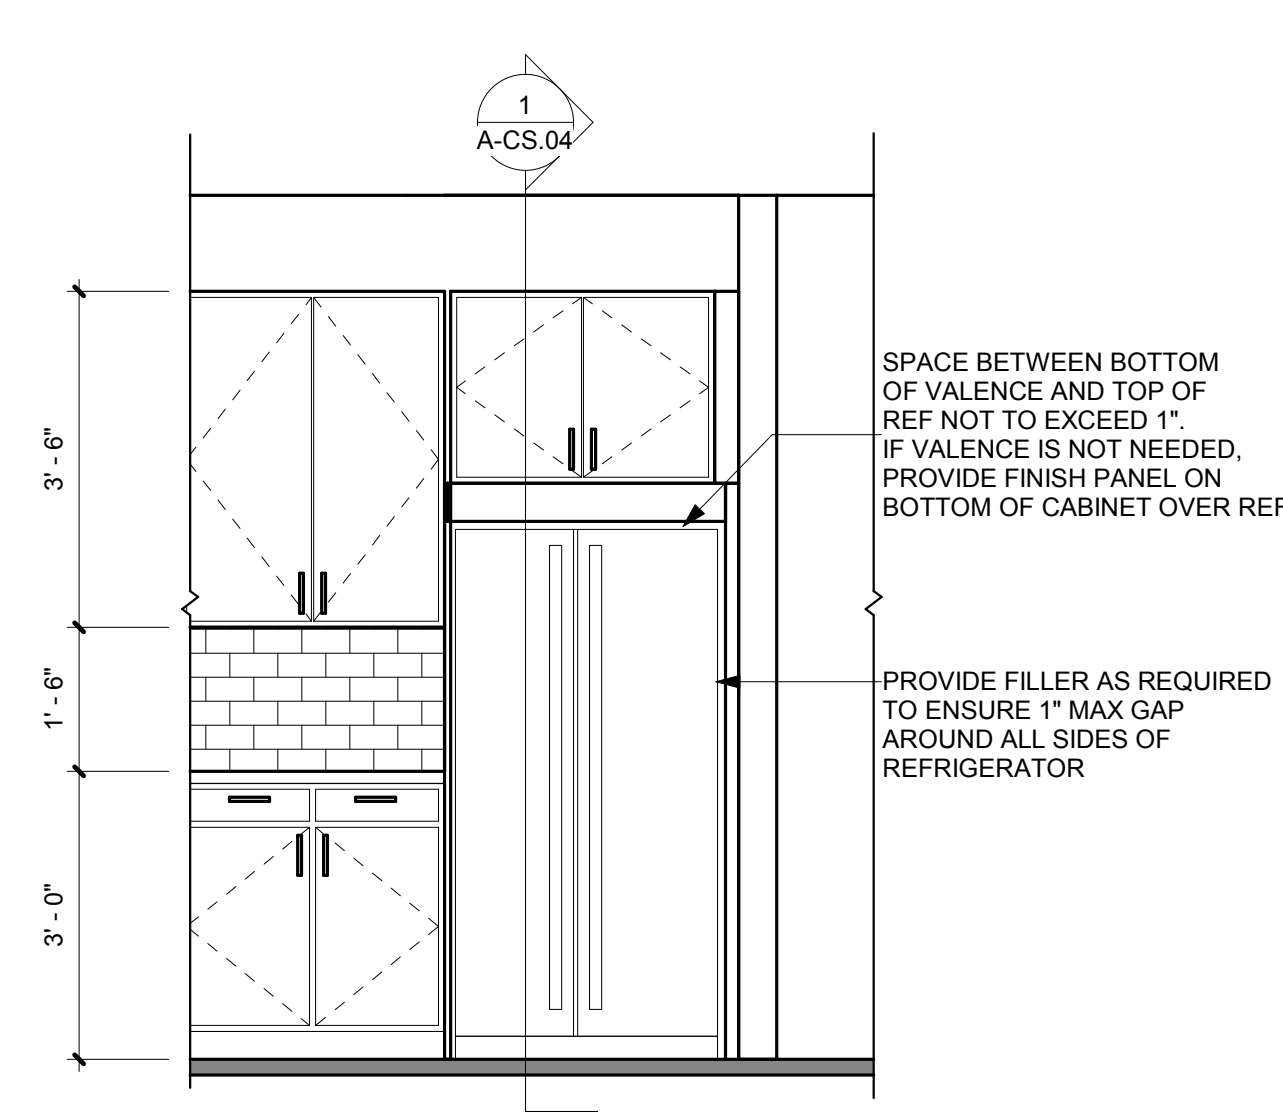 1
A-CS.04
3' - 6"
1' - 6"
3' - 0"
SPACE BETWEEN BOTTOM
OF VALENCE AND TOP OF
REF NOT TO EXCEED 1".
IF VALENCE IS NOT NEEDED,
PROVIDE FINISH PANEL ON
BOTTOM OF CABINET OVER REF
PROVIDE FILLER AS REQUIRED
TO ENSURE 1" MAX GAP
AROUND ALL SIDES OF
REFRIGERATOR